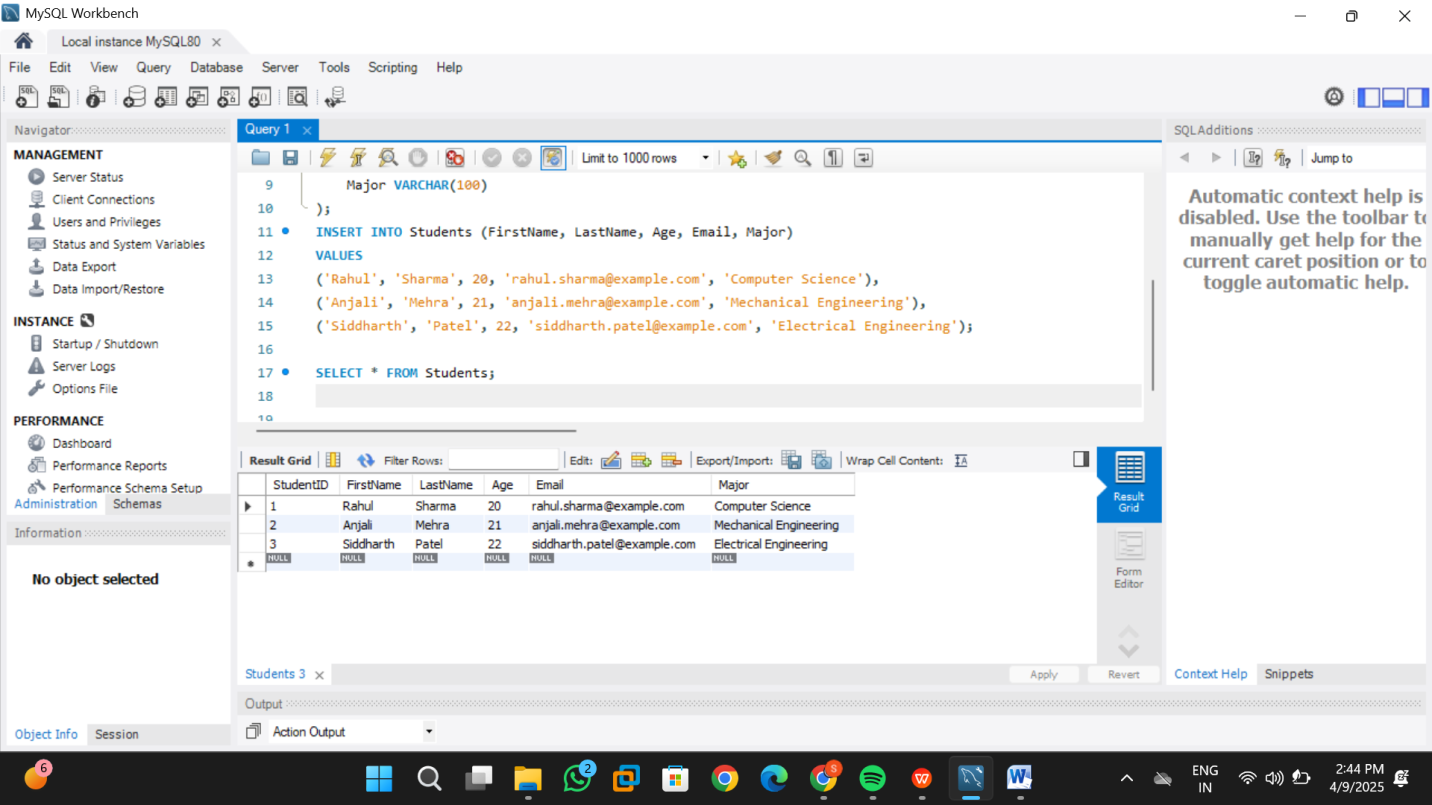 MySQL Workbench
Local instance MySQL80
File Edit View Query Database Server Tools Scripting Help
Navigator
MANAGEMENT
Server Status
Client Connections
Users and Privileges
Status and System Variables
Data Export
Data Import/Restore
INSTANCE
Startup / Shutdown
Server Logs
Options File
PERFORMANCE
Dashboard
Performance Reports
Performance Schema Setup
Administration Schemas
Information
No object selected
Object Info Session
Query 1
Limit to 1000 rows
9 Major VARCHAR(100)
10 );
11 INSERT INTO Students (FirstName, LastName, Age, Email, Major)
12 VALUES
13 ('Rahul', 'Sharma', 20, 'rahul.sharma@example.com', 'Computer Science'),
14 ('Anjali', 'Mehra', 21, 'anjali.mehra@example.com', 'Mechanical Engineering'),
15 ('Siddharth', 'Patel', 22, 'siddharth.patel@example.com', 'Electrical Engineering');
16
17 SELECT * FROM Students;
18
19
Result Grid Filter Rows: Edit: Export/Import: Wrap Cell Content: IA
StudentID FirstName LastName Age Email Major
1 Rahul Sharma 20 rahul.sharma@example.com Computer Science
2 Anjali Mehra 21 anjali.mehra@example.com Mechanical Engineering
3 Siddharth Patel 22 siddharth.patel@example.com Electrical Engineering
NULL NULL NULL NULL NULL NULL
Result
Grid
Form
Editor
Students 3 Apply Revert
Output
Action Output
SQLAdditions
Jump to
Automatic context help is
disabled. Use the toolbar to
manually get help for the
current caret position or to
toggle automatic help.
Context Help Snippets
6
2
S
W
W
ENG
IN
2:44 PM
4/9/2025